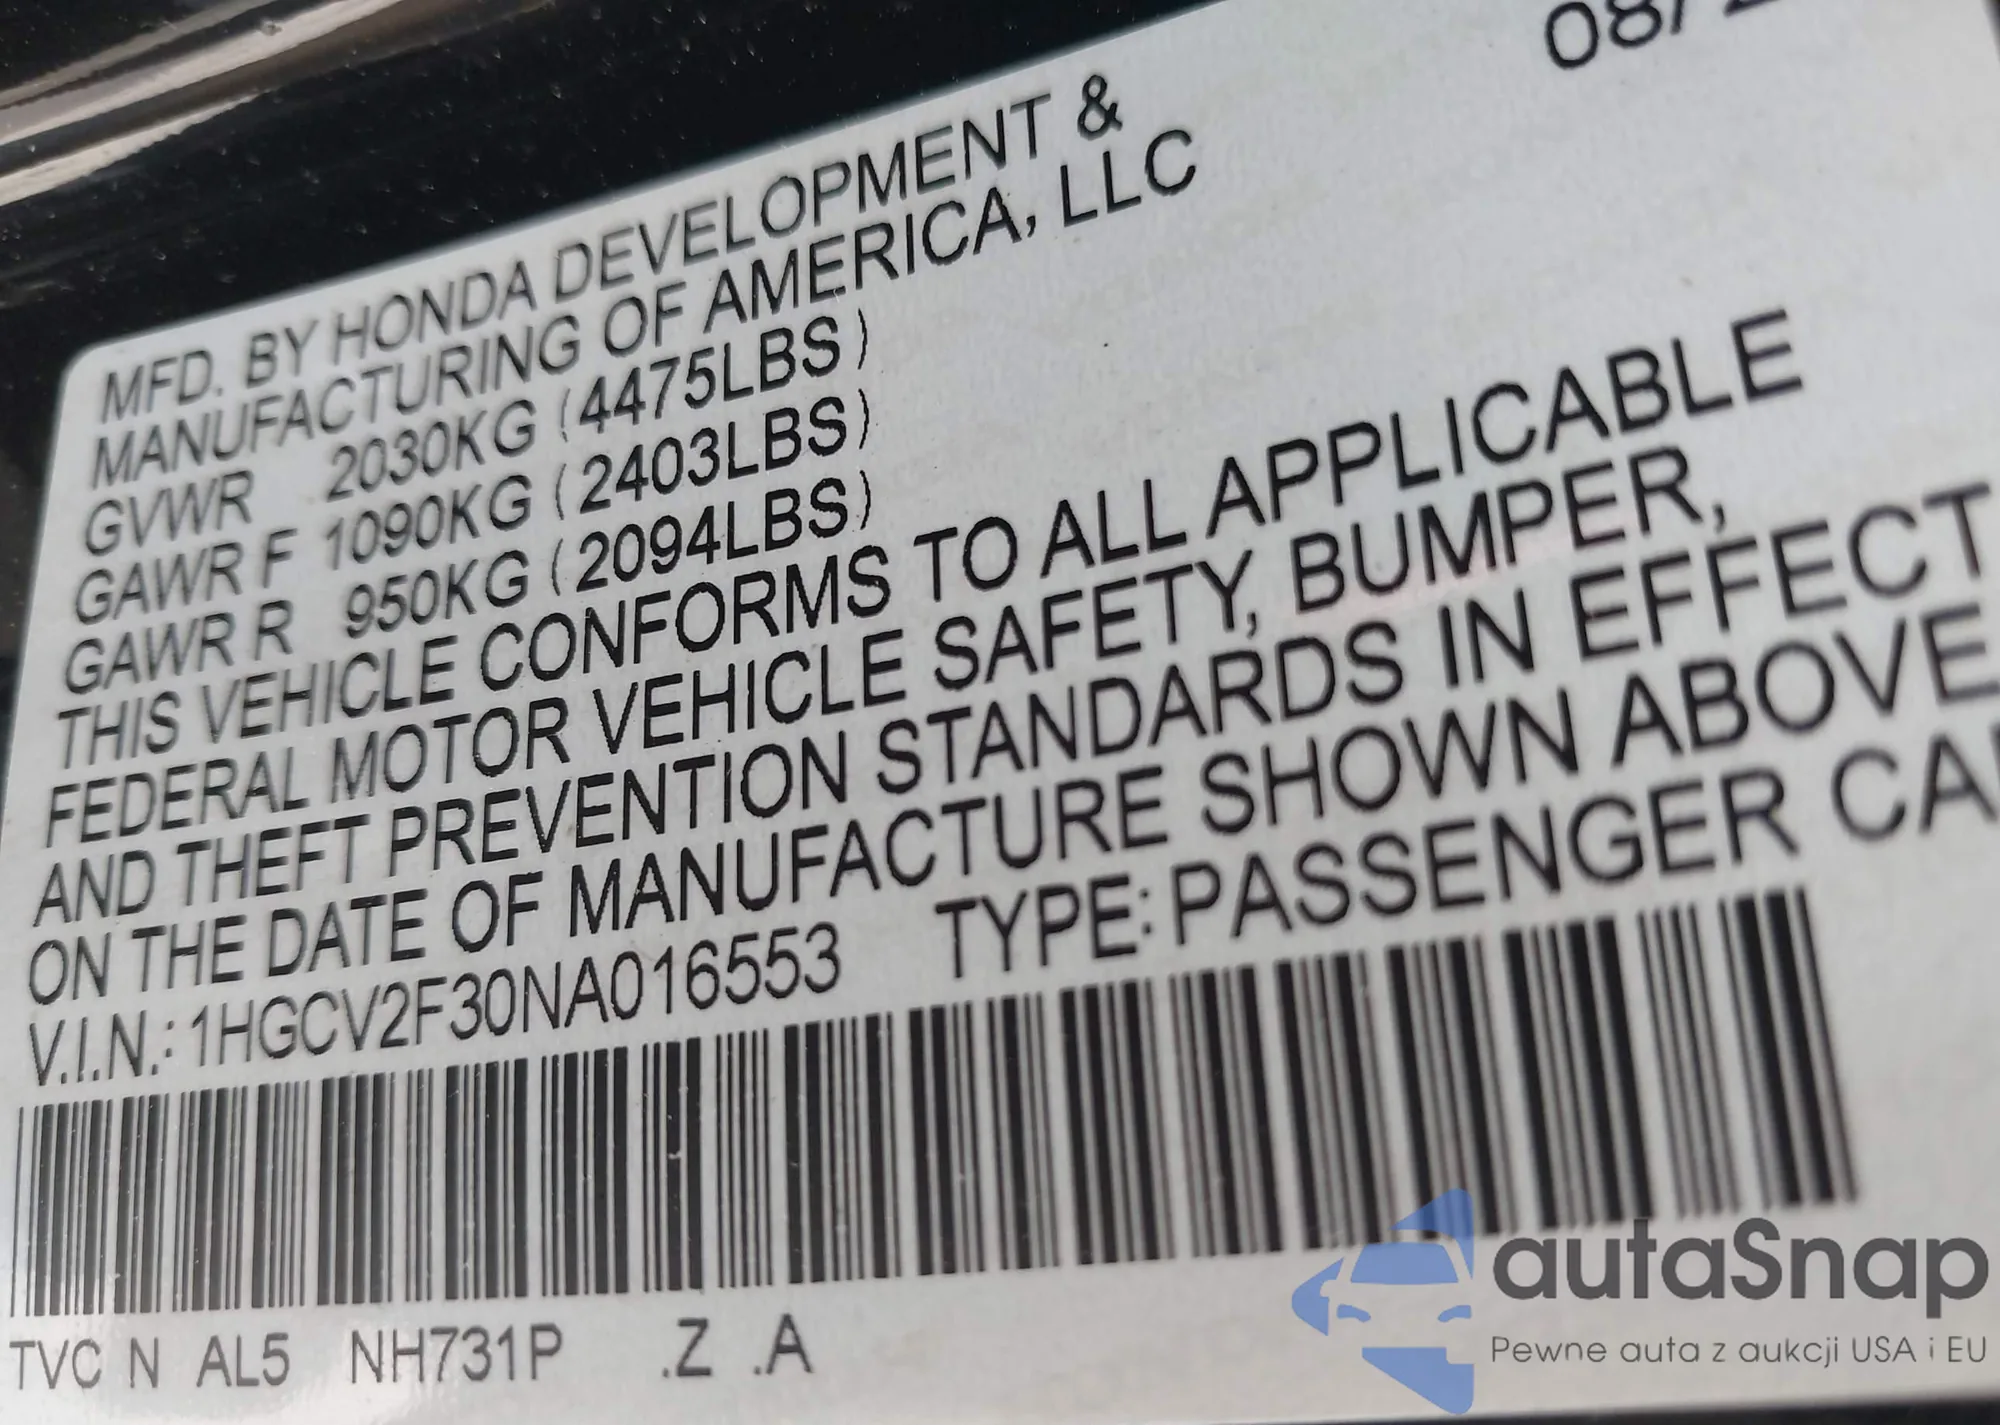 08/2
MFD. BY HONDA DEVELOPMENT &
MANUFACTURING OF AMERICA, LLC
GVWR 2030KG (4475LBS)
GAWR F 1090KG (2403LBS)
GAWR R 950KG (2094LBS)
THIS VEHICLE CONFORMS TO ALL APPLICABLE
FEDERAL MOTOR VEHICLE SAFETY, BUMPER,
AND THEFT PREVENTION STANDARDS IN EFFECT
ON THE DATE OF MANUFACTURE SHOWN ABOVE
V.I.N.: 1HGCV2F30NA016553 TYPE: PASSENGER CA
TVC N AL5 NH731P .Z .A
autaSnap
Pewne auta z aukcji USA i EU